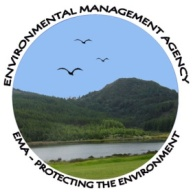 ENVIRONMENTAL MANAGEMENT AGENCY
EMA - PROTECTING THE ENVIRONMENT